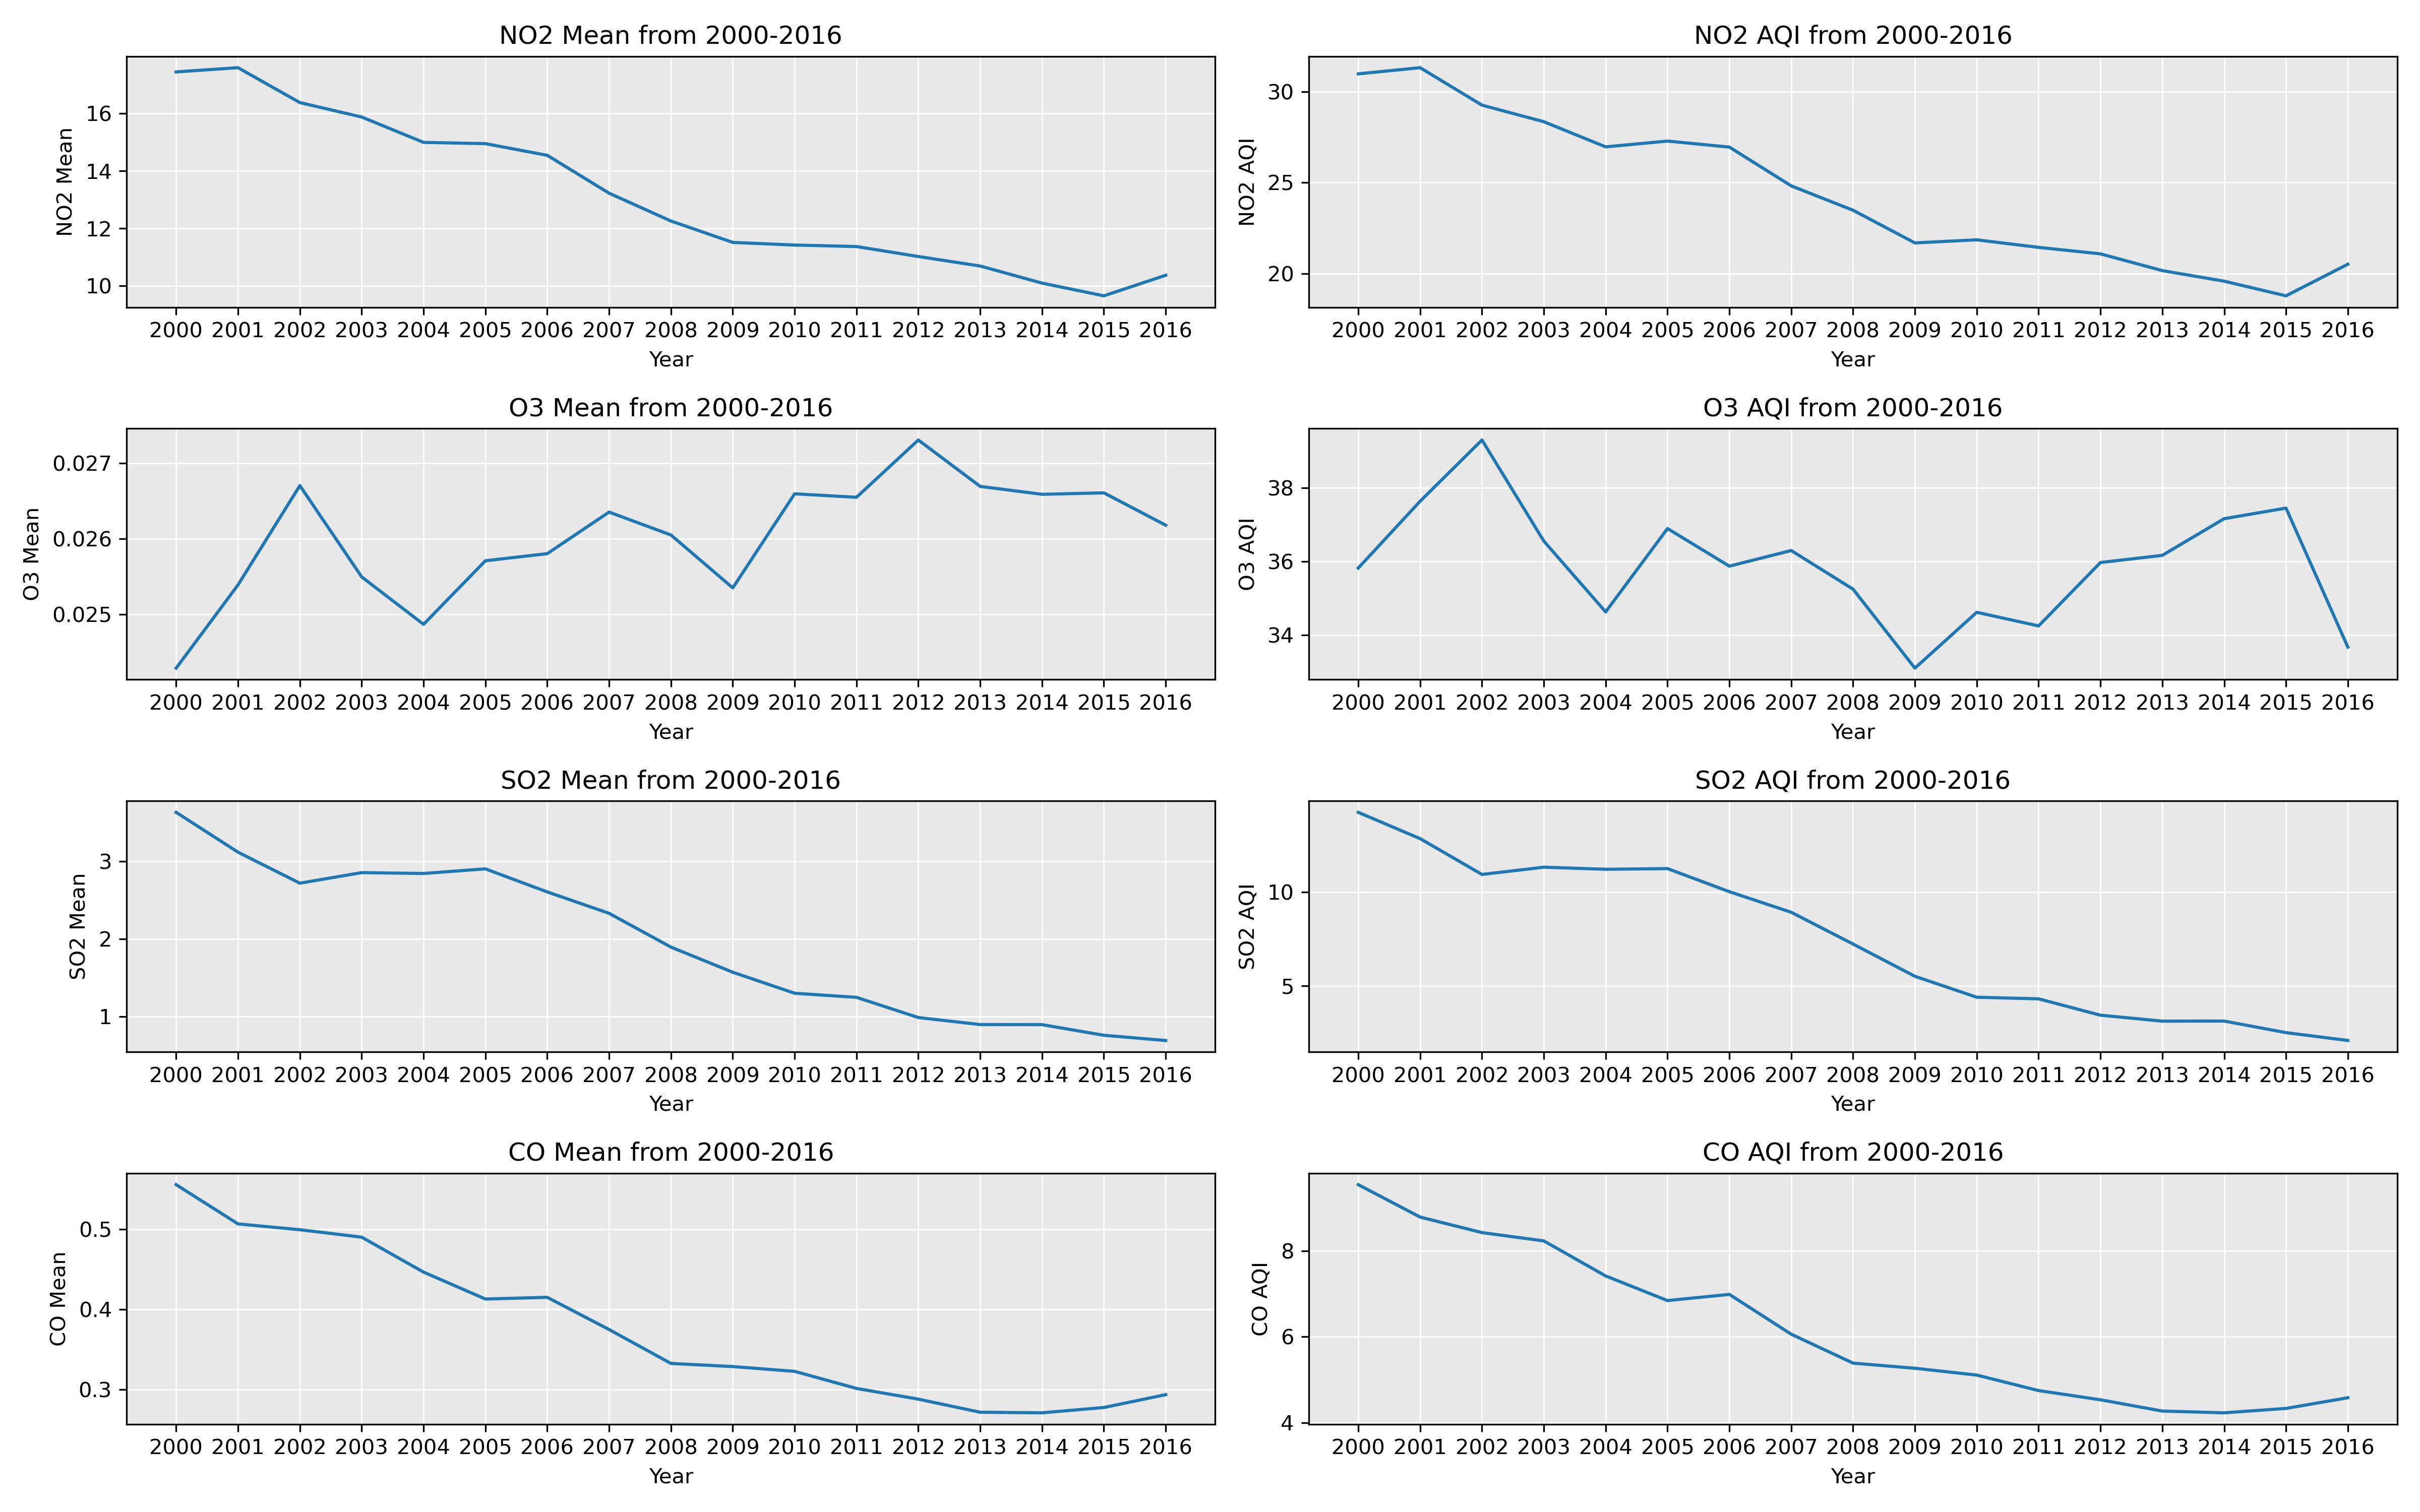 NO2 Mean from 2000-2016
NO2 Mean
16
14
12
10
2000 2001 2002 2003 2004 2005 2006 2007 2008 2009 2010 2011 2012 2013 2014 2015 2016
Year
NO2 AQI from 2000-2016
NO2 AQI
30
25
20
2000 2001 2002 2003 2004 2005 2006 2007 2008 2009 2010 2011 2012 2013 2014 2015 2016
Year
O3 Mean from 2000-2016
O3 Mean
0.027
0.026
0.025
2000 2001 2002 2003 2004 2005 2006 2007 2008 2009 2010 2011 2012 2013 2014 2015 2016
Year
O3 AQI from 2000-2016
O3 AQI
38
36
34
2000 2001 2002 2003 2004 2005 2006 2007 2008 2009 2010 2011 2012 2013 2014 2015 2016
Year
SO2 Mean from 2000-2016
SO2 Mean
3
2
1
2000 2001 2002 2003 2004 2005 2006 2007 2008 2009 2010 2011 2012 2013 2014 2015 2016
Year
SO2 AQI from 2000-2016
SO2 AQI
10
5
2000 2001 2002 2003 2004 2005 2006 2007 2008 2009 2010 2011 2012 2013 2014 2015 2016
Year
CO Mean from 2000-2016
CO Mean
0.5
0.4
0.3
2000 2001 2002 2003 2004 2005 2006 2007 2008 2009 2010 2011 2012 2013 2014 2015 2016
Year
CO AQI from 2000-2016
CO AQI
8
6
4
2000 2001 2002 2003 2004 2005 2006 2007 2008 2009 2010 2011 2012 2013 2014 2015 2016
Year